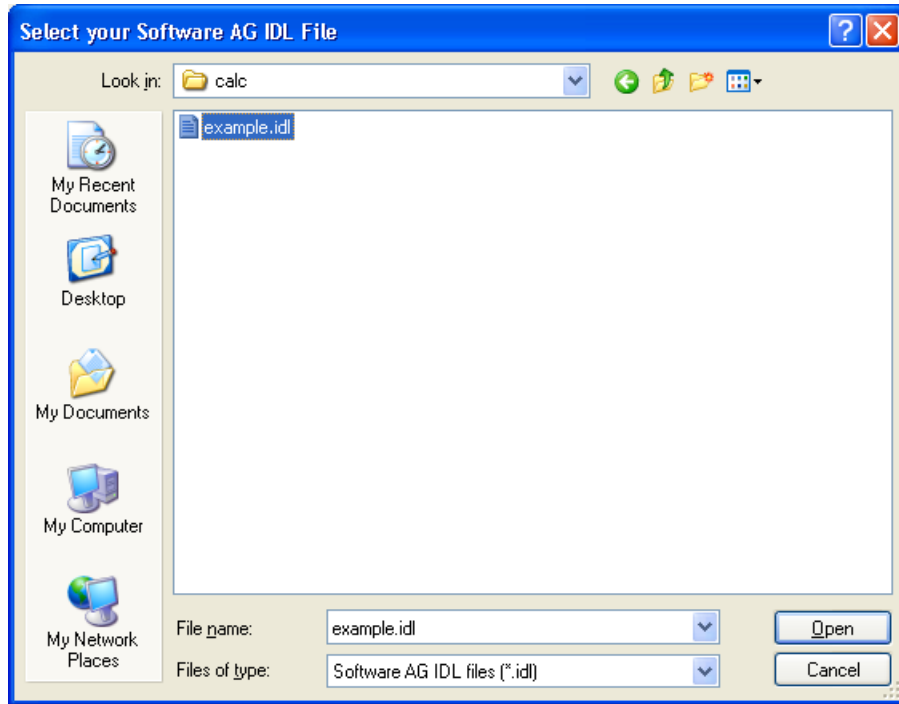 Select your Software AG IDL File
Look in:
calc
example.idl
My Recent
Documents
Desktop
My Documents
My Computer
My Network
Places
File name:
example.idl
Open
Files of type:
Software AG IDL files (*.idl)
Cancel